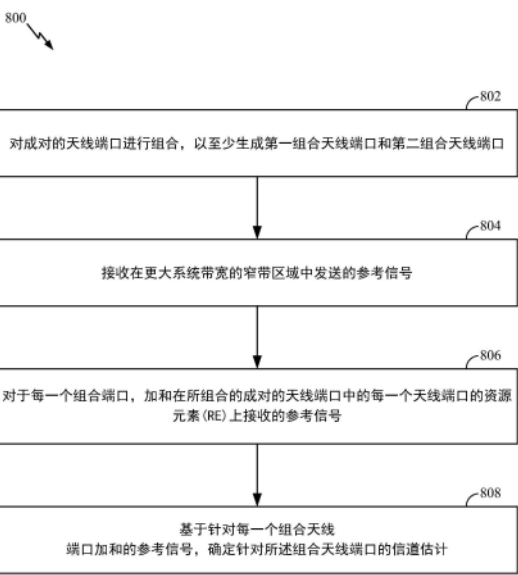 800
802
对成对的天线端口进行组合，以至少生成第一组合天线端口和第二组合天线端口
804
接收在更大系统带宽的窄带区域中发送的参考信号
806
对于每一个组合端口，加和在所组合的成对的天线端口中的每一个天线端口的资源
元素(RE)上接收的参考信号
808
基于针对每一个组合天线
端口加和的参考信号，确定针对所述组合天线端口的信道估计